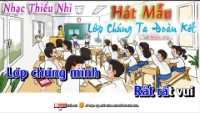 Nhạc Thiếu Nhi
Hát Mẫu
Lớp Chúng Ta Đoàn Kết
Lớp chúng mình
Rất rất vui